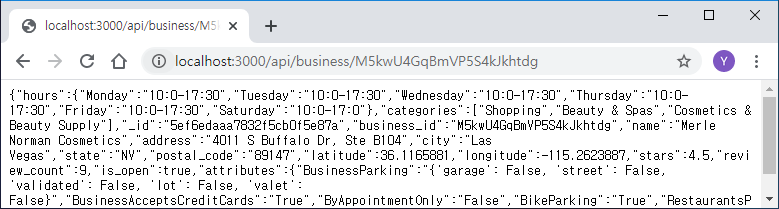 localhost:3000/api/business/M5
localhost:3000/api/business/M5kwU4GqBmVP5S4kJkhtdg
Y
{"hours":{"Monday":"10:0-17:30","Tuesday":"10:0-17:30","Wednesday":"10:0-17:30","Thursday":"10:0-
17:30","Friday":"10:0-17:30","Saturday":"10:0-17:0"},"categories":["Shopping","Beauty & Spas","Cosmetics &
Beauty Supply"],"_id":"5ef6edaaa7832f5cb0f5e87a","business_id":"M5kwU4GqBmVP5S4kJkhtdg","name":"Merle
Norman Cosmetics","address":"4011 S Buffalo Dr, Ste B104","city":"Las
Vegas","state":"NV","postal_code":"89147","latitude":36.1165881,"longitude":-115.2623887,"stars":4.5,"revi
ew_count":9,"is_open":true,"attributes":{"BusinessParking":"{'garage': False, 'street': False,
'validated': False, 'lot': False, 'valet':
False}","BusinessAcceptsCreditCards":"True","ByAppointmentOnly":"False","BikeParking":"True","RestaurantsP